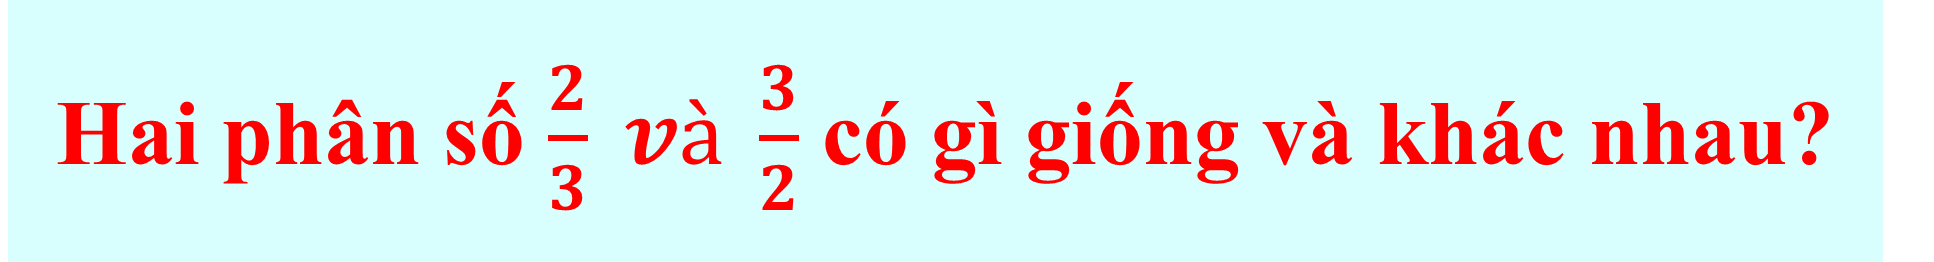 Hai phân số 2/3 và 3/2 có gì giống và khác nhau?